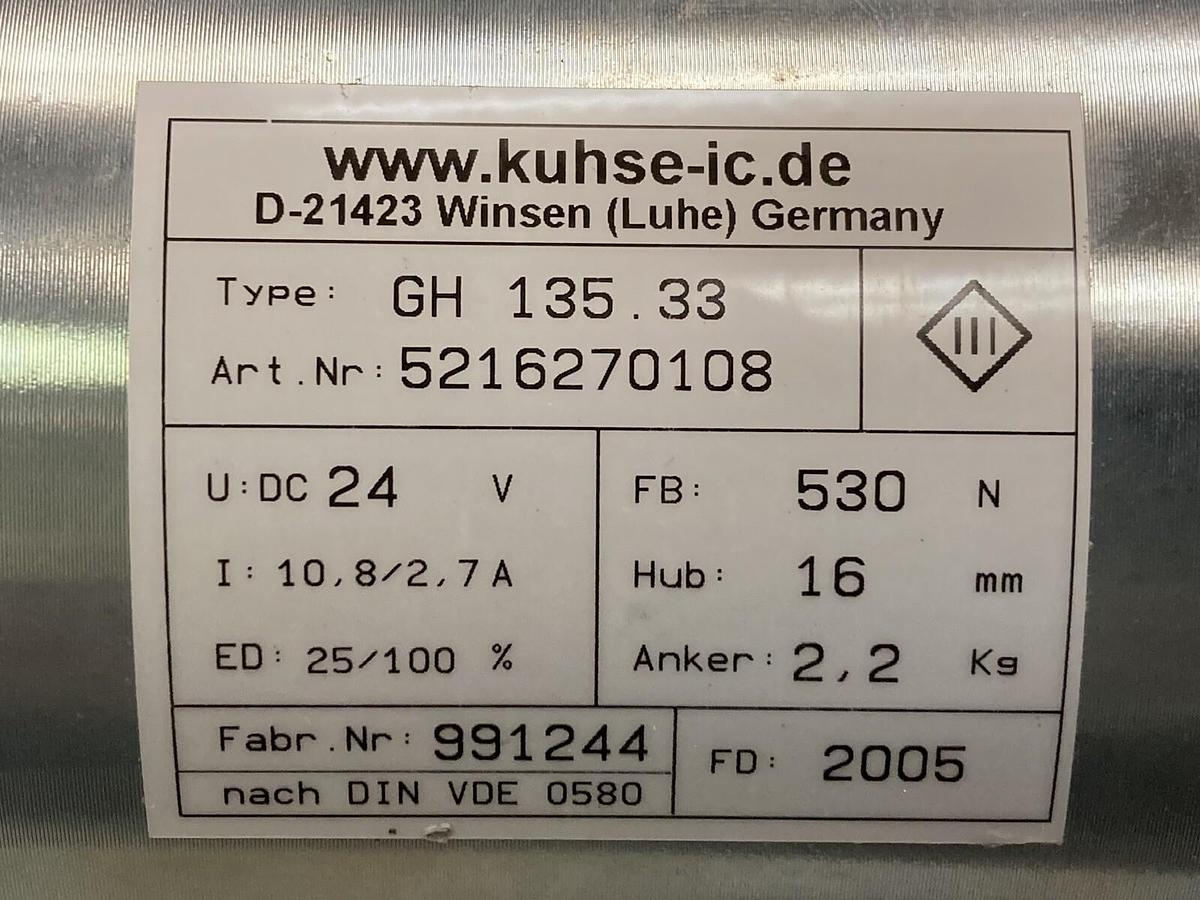 www.kuhse-ic.de
D-21423 Winsen (Luhe) Germany
Type: GH 135.33
Art.Nr: 5216270108
III
U: DC 24 V
I: 10,8/2,7 A
ED: 25/100 %
FB: 530 N
Hub: 16 mm
Anker: 2,2 Kg
Fabr.Nr: 991244
nach DIN VDE 0580
FD: 2005